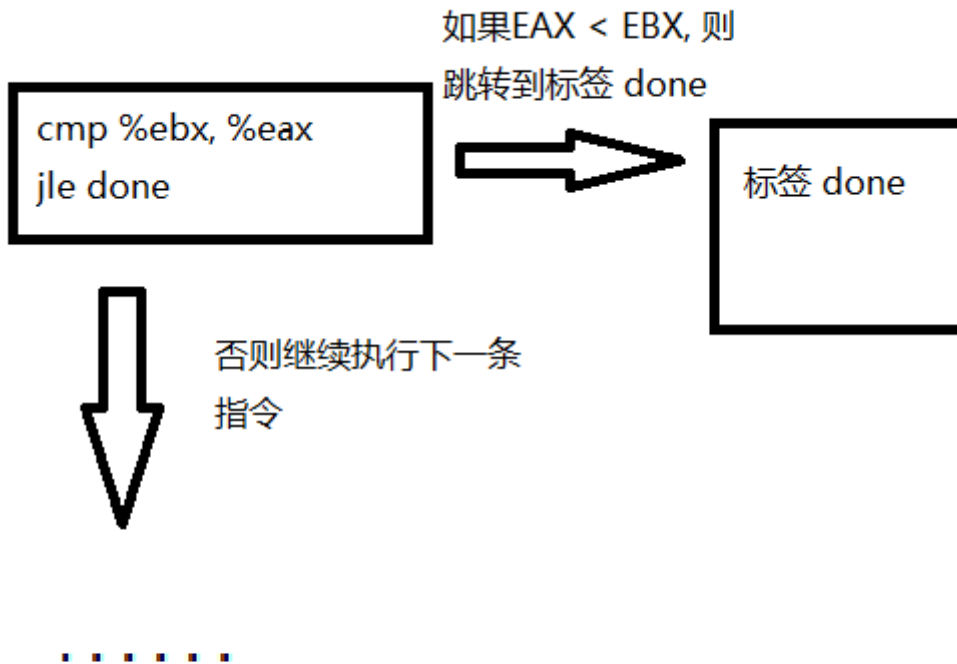 如果EAX < EBX, 则
跳转到标签 done
cmp %ebx, %eax
jle done
标签 done
否则继续执行下一条
指令
......